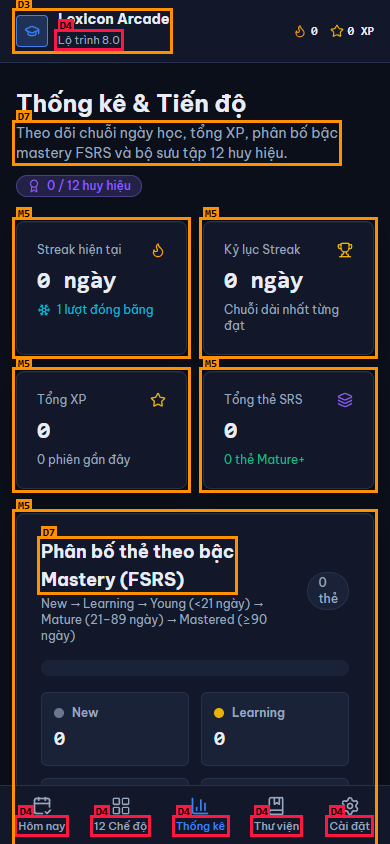 D3
Lexicon Arcade
D4
Lộ trình 8.0
0
0 XP
Thống kê & Tiến độ
D7
Theo dõi chuỗi ngày học, tổng XP, phân bố bậc
mastery FSRS và bộ sưu tập 12 huy hiệu.
0 / 12 huy hiệu
M5
Streak hiện tại
0 ngày
1 lượt đóng băng
M5
Kỷ lục Streak
0 ngày
Chuỗi dài nhất từng
đạt
M5
Tổng XP
0
0 phiên gần đây
M5
Tổng thẻ SRS
0
0 thẻ Mature+
M5
D7
Phân bố thẻ theo bậc
Mastery (FSRS)
New → Learning → Young (<21 ngày) →
Mature (21–89 ngày) → Mastered (≥90
ngày)
0
thẻ
New
0
Learning
0
D4
Hôm nay
D4
12 Chế độ
D4
Thống kê
D4
Thư viện
D4
Cài đặt